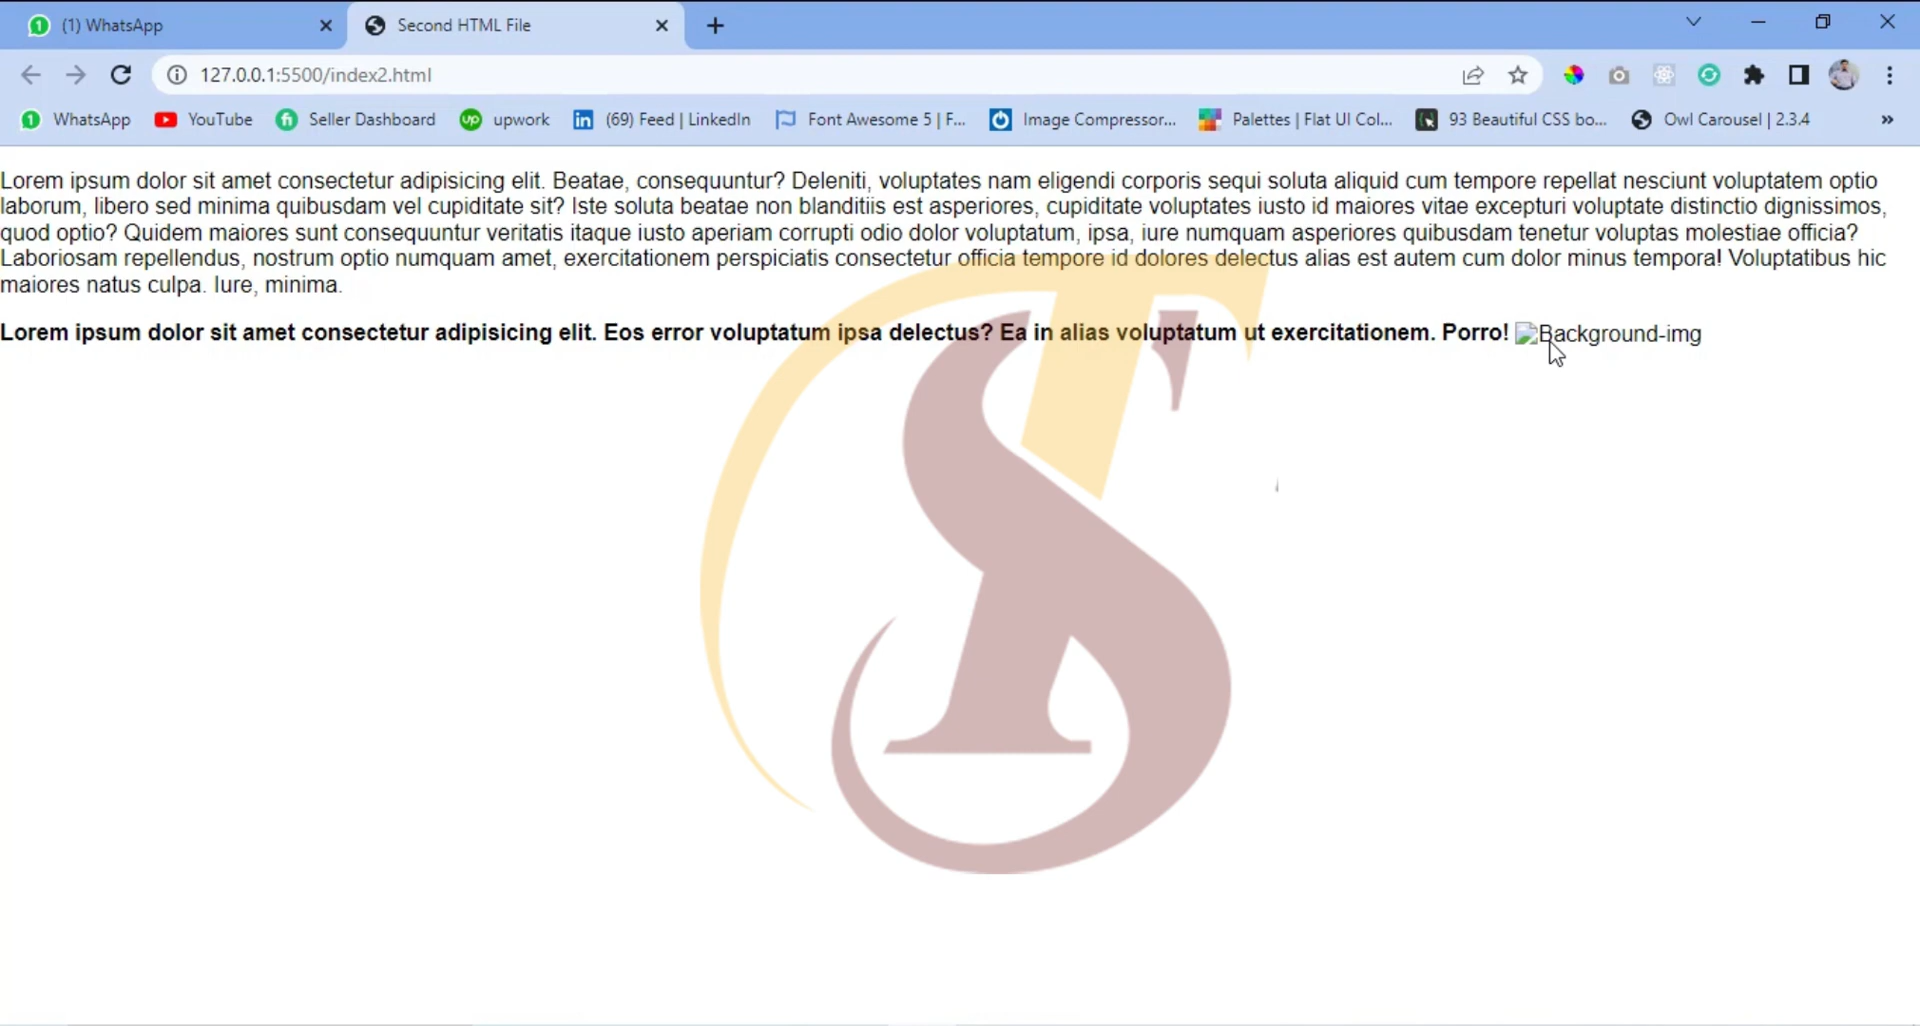 (1) WhatsApp
Second HTML File
127.0.0.1:5500/index2.html
WhatsApp YouTube Seller Dashboard upwork (69) Feed | LinkedIn Font Awesome 5 | F... Image Compressor... Palettes | Flat UI Col... 93 Beautiful CSS bo... Owl Carousel | 2.3.4 »
Lorem ipsum dolor sit amet consectetur adipisicing elit. Beatae, consequuntur? Deleniti, voluptates nam eligendi corporis sequi soluta aliquid cum tempore repellat nesciunt voluptatem optio
laborum, libero sed minima quibusdam vel cupiditate sit? Iste soluta beatae non blanditiis est asperiores, cupiditate voluptates iusto id maiores vitae excepturi voluptate distinctio dignissimos,
quod optio? Quidem maiores sunt consequuntur veritatis itaque iusto aperiam corrupti odio dolor voluptatum, ipsa, iure numquam asperiores quibusdam tenetur voluptas molestiae officia?
Laboriosam repellendus, nostrum optio numquam amet, exercitationem perspiciatis consectetur officia tempore id dolores delectus alias est autem cum dolor minus tempora! Voluptatibus hic
maiores natus culpa. Iure, minima.
Lorem ipsum dolor sit amet consectetur adipisicing elit. Eos error voluptatum ipsa delectus? Ea in alias voluptatum ut exercitationem. Porro! Background-img